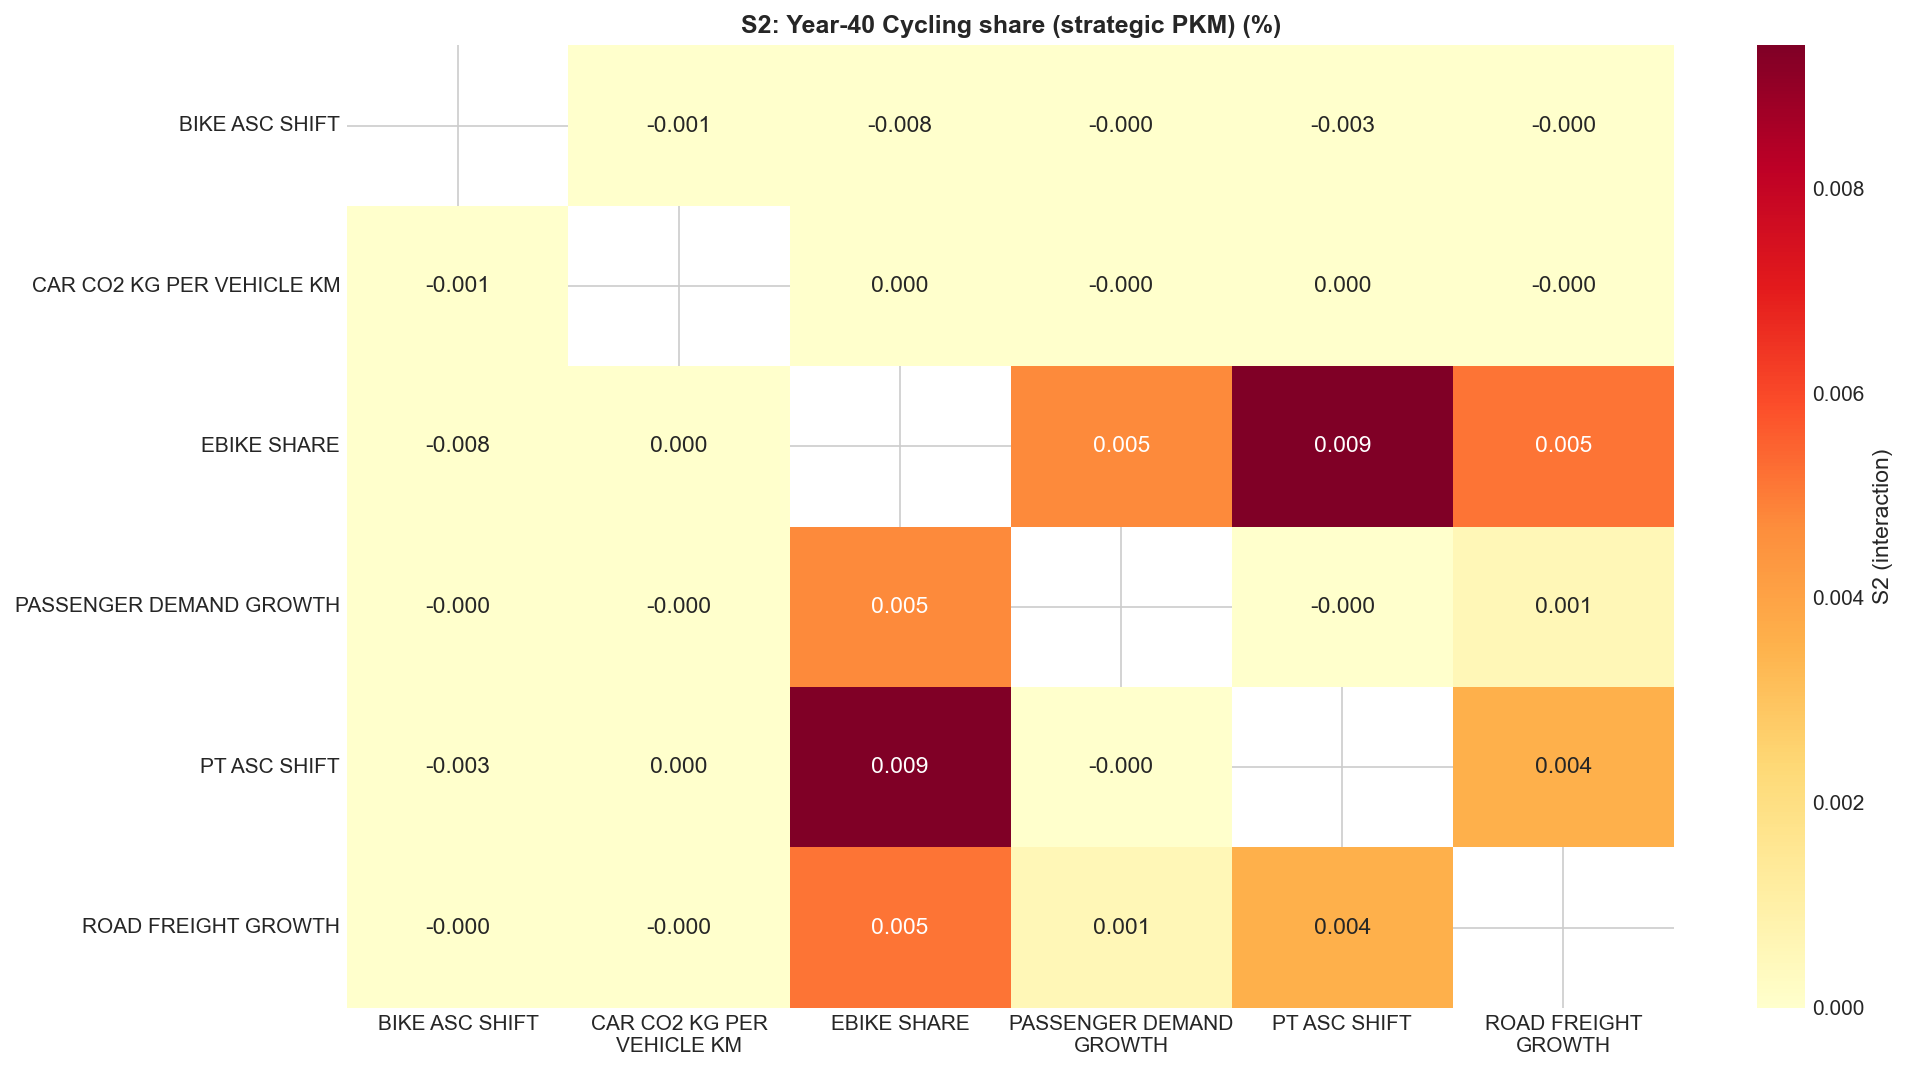 S2: Year-40 Cycling share (strategic PKM) (%)
BIKE ASC SHIFT -0.001 -0.008 -0.000 -0.003 -0.000
CAR CO2 KG PER VEHICLE KM -0.001 0.000 -0.000 0.000 -0.000
EBIKE SHARE -0.008 0.000 0.005 0.009 0.005
PASSENGER DEMAND GROWTH -0.000 -0.000 0.005 -0.000 0.001
PT ASC SHIFT -0.003 0.000 0.009 -0.000 0.004
ROAD FREIGHT GROWTH -0.000 -0.000 0.005 0.001 0.004
BIKE ASC SHIFT
CAR CO2 KG PER
VEHICLE KM
EBIKE SHARE
PASSENGER DEMAND
GROWTH
PT ASC SHIFT
ROAD FREIGHT
GROWTH
0.008
0.006
0.004
0.002
0.000
S2 (interaction)